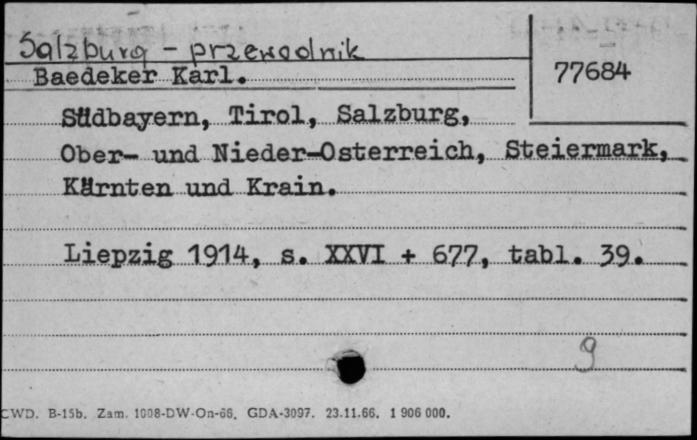 Salzburg - przewodnik
Baedeker Karl.
77684
Südbayern, Tirol, Salzburg,
Ober- und Nieder-Osterreich, Steiermark,
Kärnten und Krain.
Liepzig 1914, s. XXVI + 677, tabl. 39.
9
CWD. B-15b. Zam. 1008-DW-On-66. GDA-3097. 23.11.66. 1 906 000.